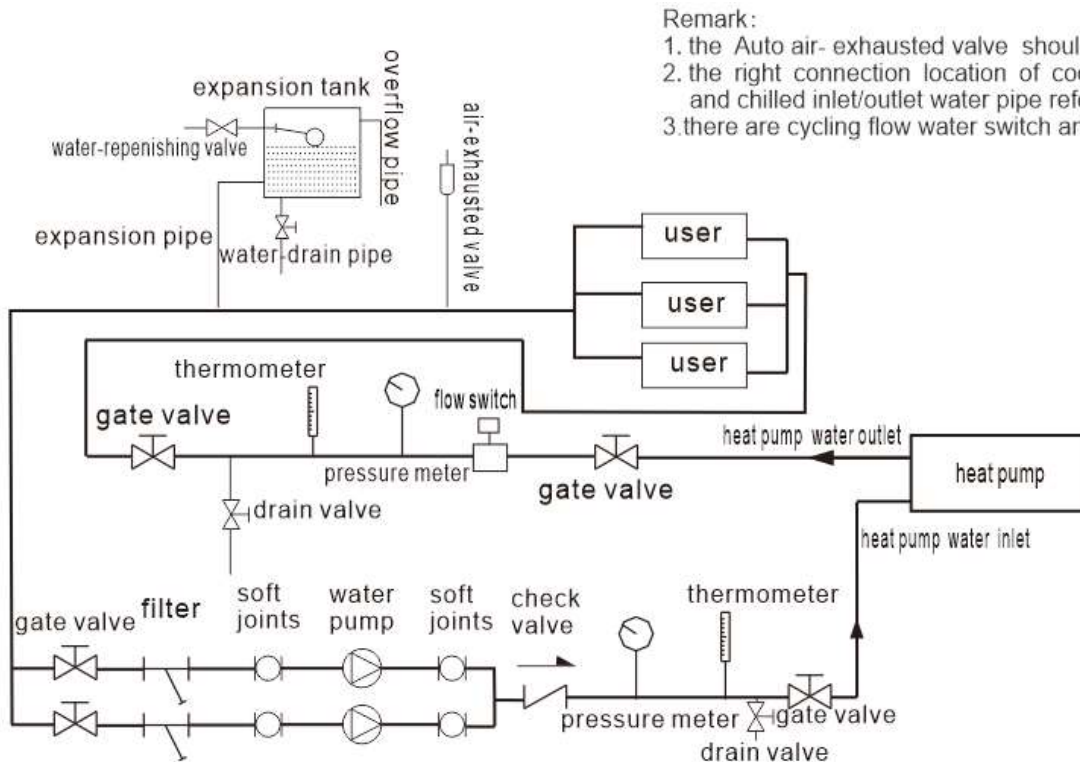 Remark:
1. the Auto air- exhausted valve shoul
2. the right connection location of co
and chilled inlet/outlet water pipe ref
3.there are cycling flow water switch ar
expansion tank
overflow pipe
water-repenishing valve
air-exhausted valve
expansion pipe
water-drain pipe
user
user
user
thermometer
gate valve
flow switch
pressure meter
gate valve
heat pump water outlet
heat pump
drain valve
heat pump water inlet
gate valve
filter
soft
joints
water
pump
soft
joints
check
valve
thermometer
pressure meter
gate valve
drain valve